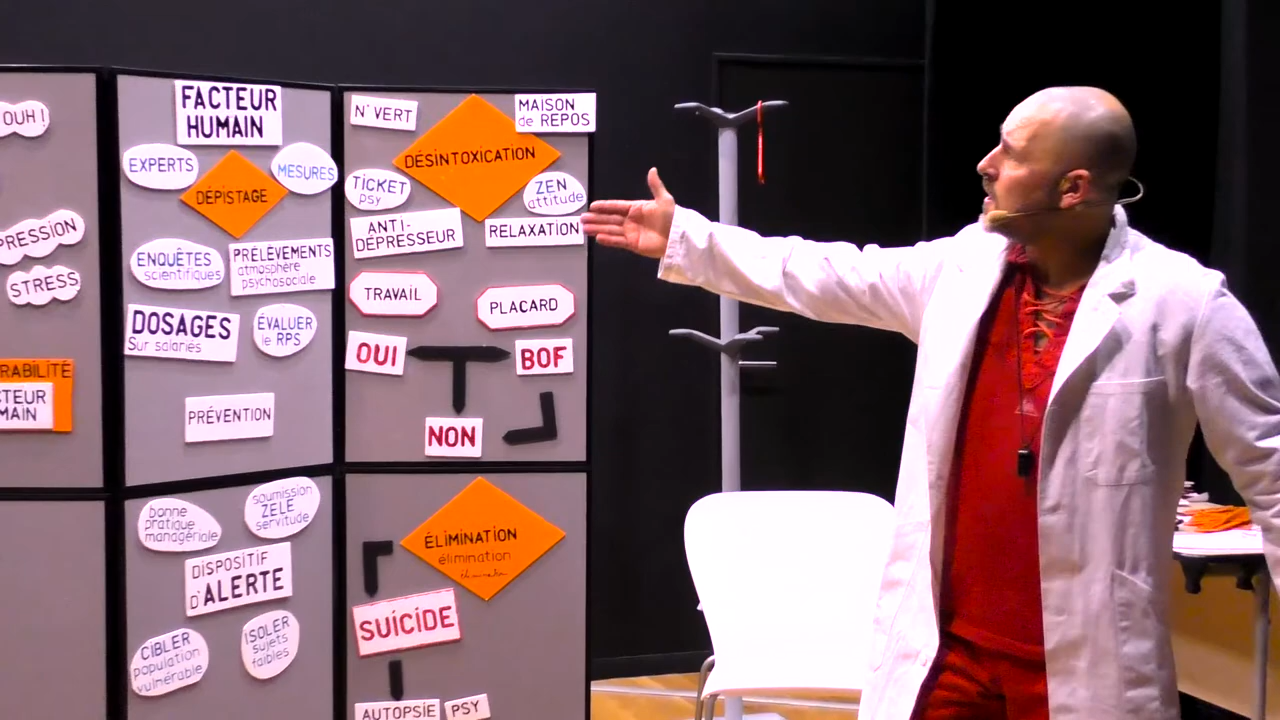 OUH !
PRESSION
STRESS
RABILITÉ
TEUR
MAIN
FACTEUR
HUMAIN
EXPERTS
MESURES
DÉPISTAGE
ENQUÊTES
scientifiques
PRÉLÈVEMENTS
atmosphère
psychosociale
DOSAGES
Sur salariés
ÉVALUER
le RPS
PRÉVENTION
bonne
pratique
managériale
soumission
ZÈLE
servitude
DISPOSITIF
D'ALERTE
CIBLER
population
vulnérable
ISOLER
sujets
faibles
N° VERT
MAISON
de REPOS
DÉSINTOXICATION
TICKET
psy
ZEN
attitude
ANTI-
DÉPRESSEUR
RELAXATION
TRAVAIL
PLACARD
OUI
BOF
NON
ÉLIMINATION
élimination
élimination
SUICIDE
AUTOPSIE
PSY